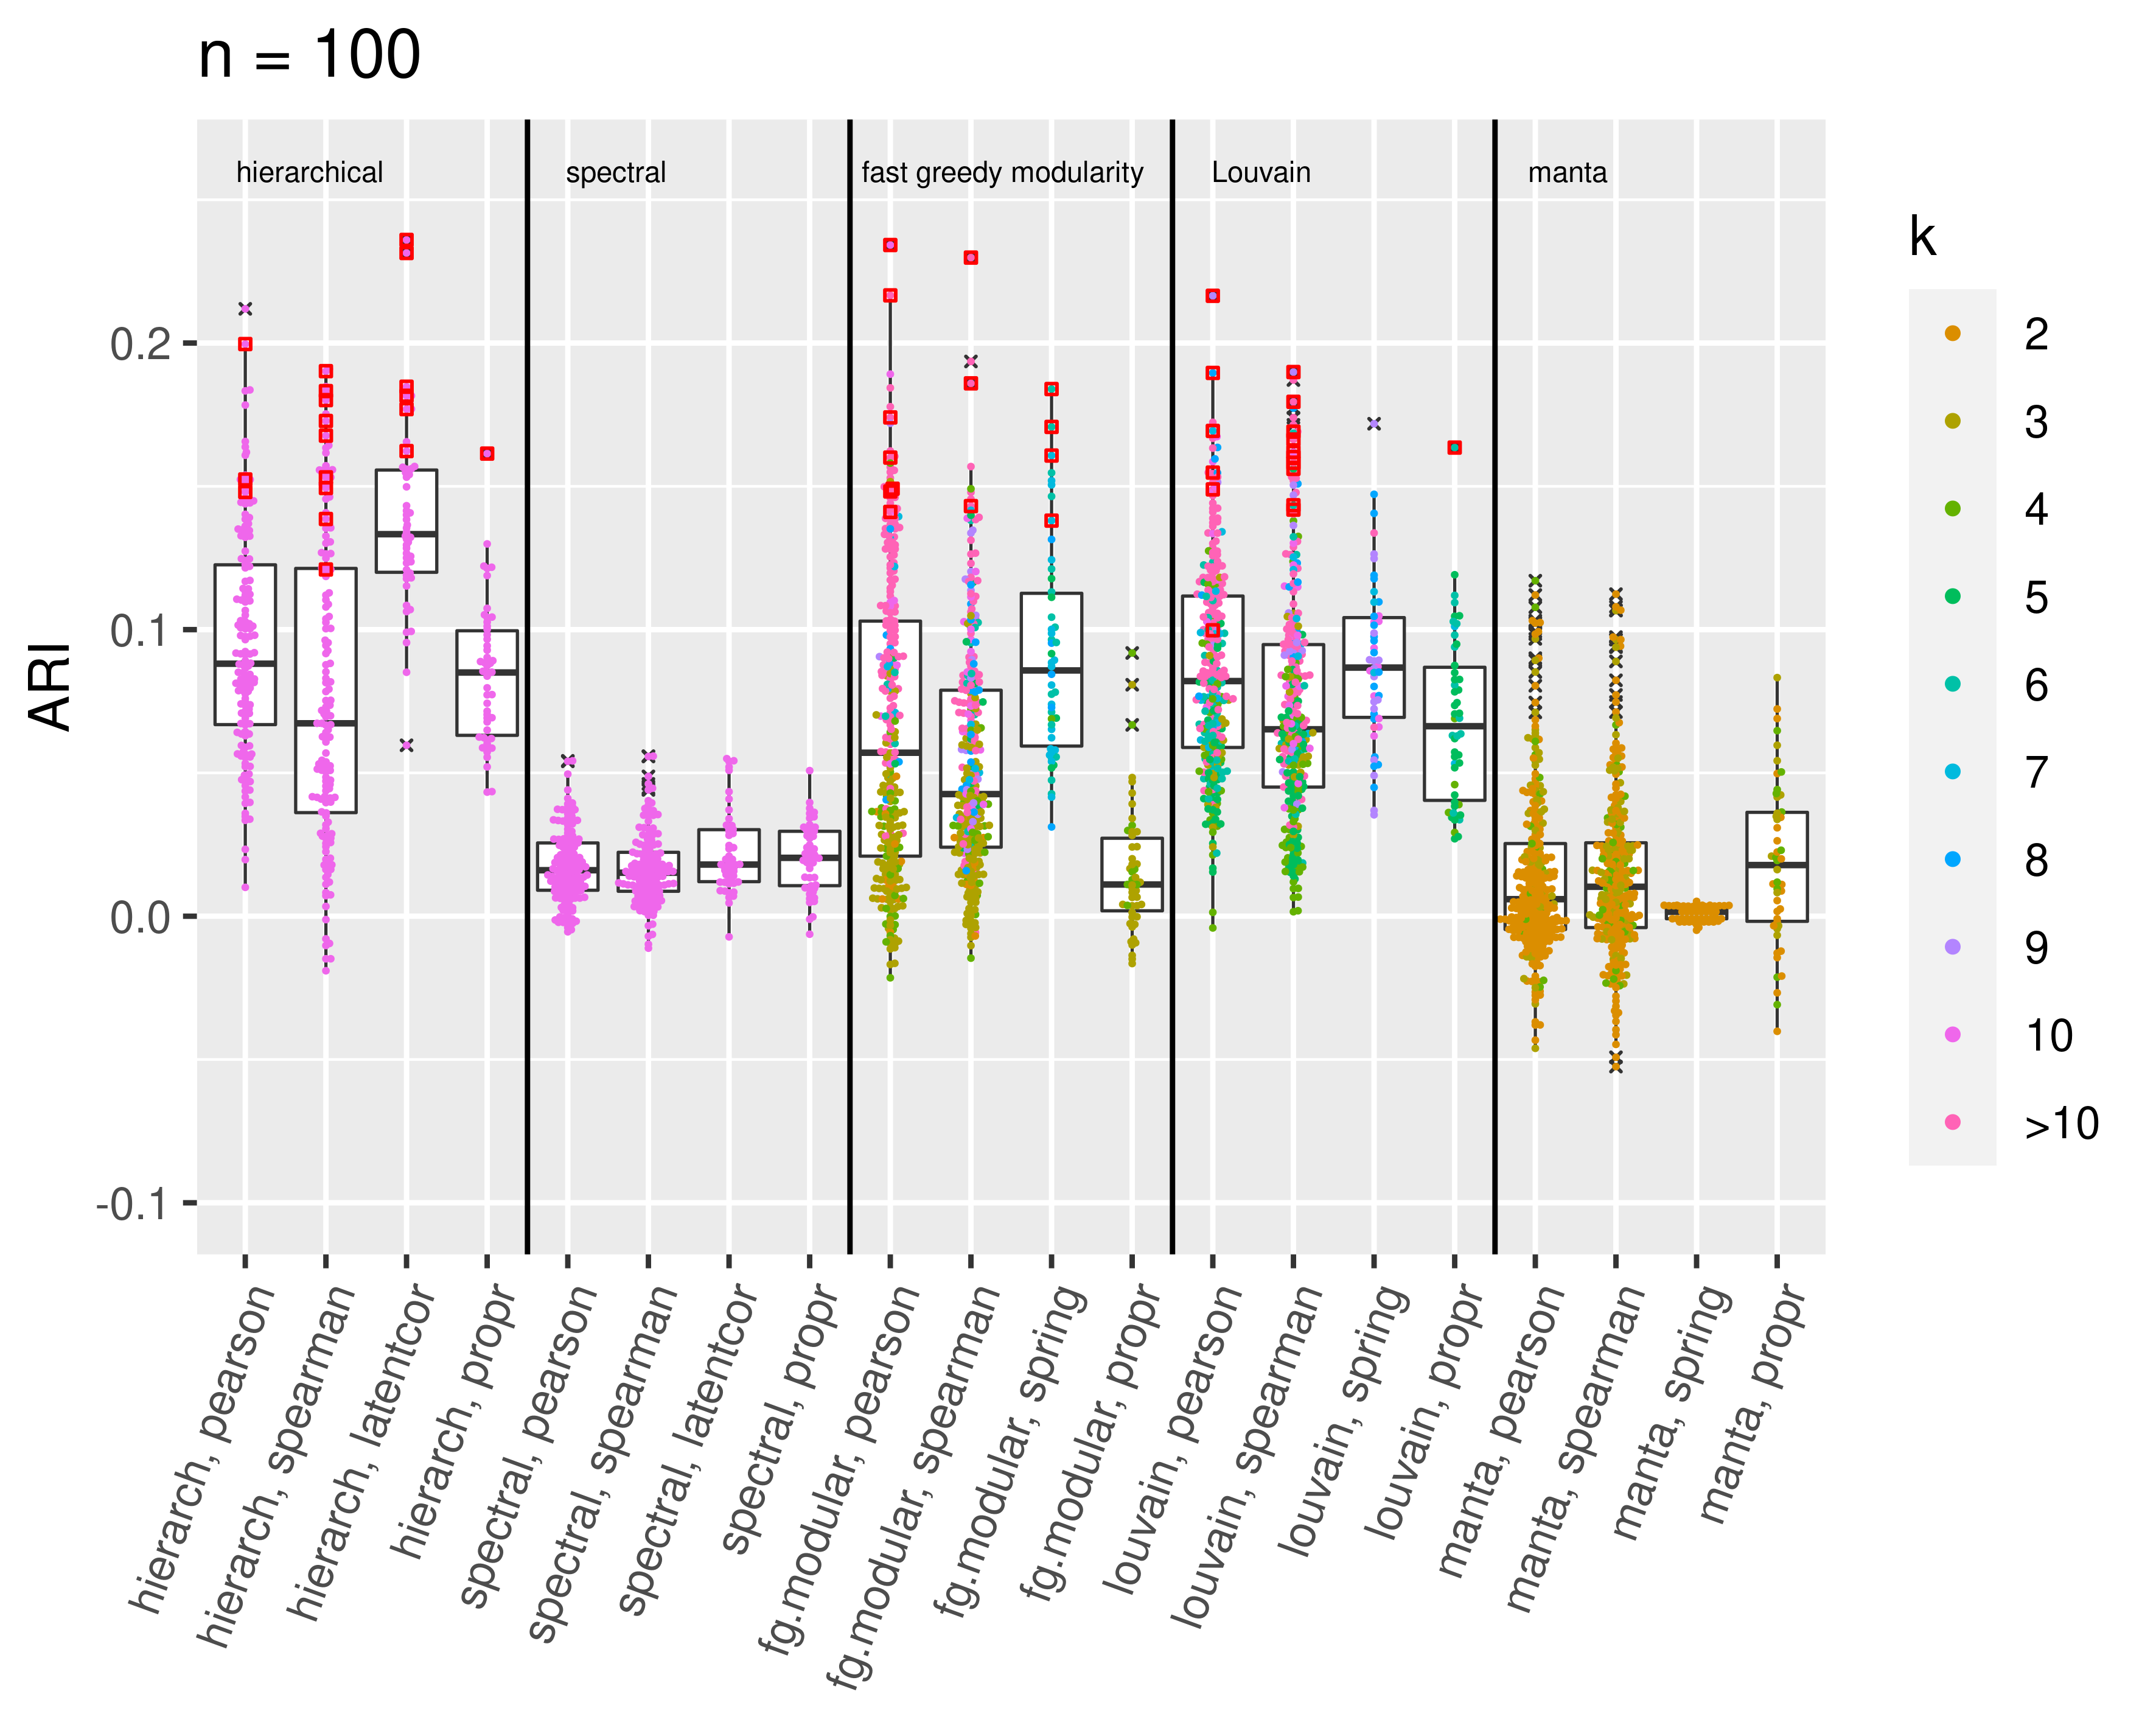 n = 100
hierarchical
spectral
fast greedy modularity
Louvain
manta
ARI
0.2
0.1
0.0
-0.1
hierarch, pearson
hierarch, spearman
hierarch, latentcor
hierarch, propr
spectral, pearson
spectral, spearman
spectral, latentcor
spectral, propr
fg.modular, pearson
fg.modular, spearman
fg.modular, spring
fg.modular, propr
louvain, pearson
louvain, spearman
louvain, spring
louvain, propr
manta, pearson
manta, spearman
manta, spring
manta, propr
k
2
3
4
5
6
7
8
9
10
>10